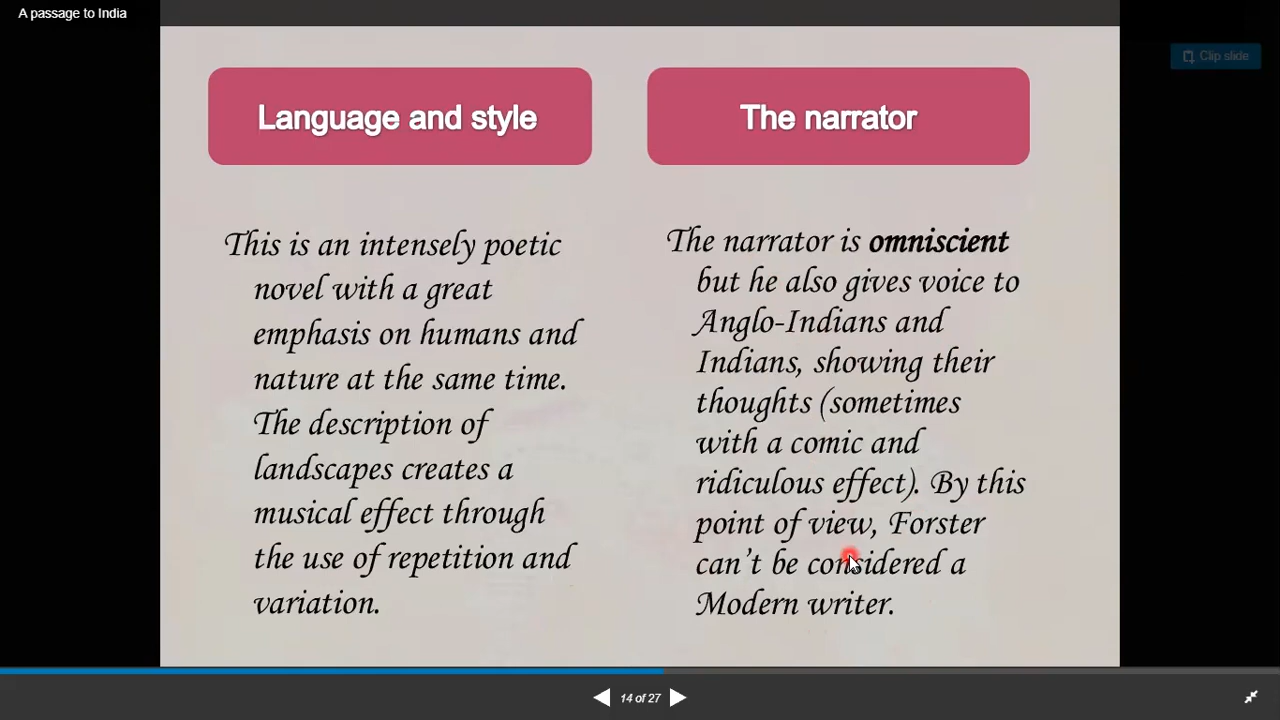 A passage to India
Clip slide
Language and style
This is an intensely poetic
novel with a great
emphasis on humans and
nature at the same time.
The description of
landscapes creates a
musical effect through
the use of repetition and
variation.
The narrator
The narrator is omniscient
but he also gives voice to
Anglo-Indians and
Indians, showing their
thoughts (sometimes
with a comic and
ridiculous effect). By this
point of view, Forster
can't be considered a
Modern writer.
14 of 27